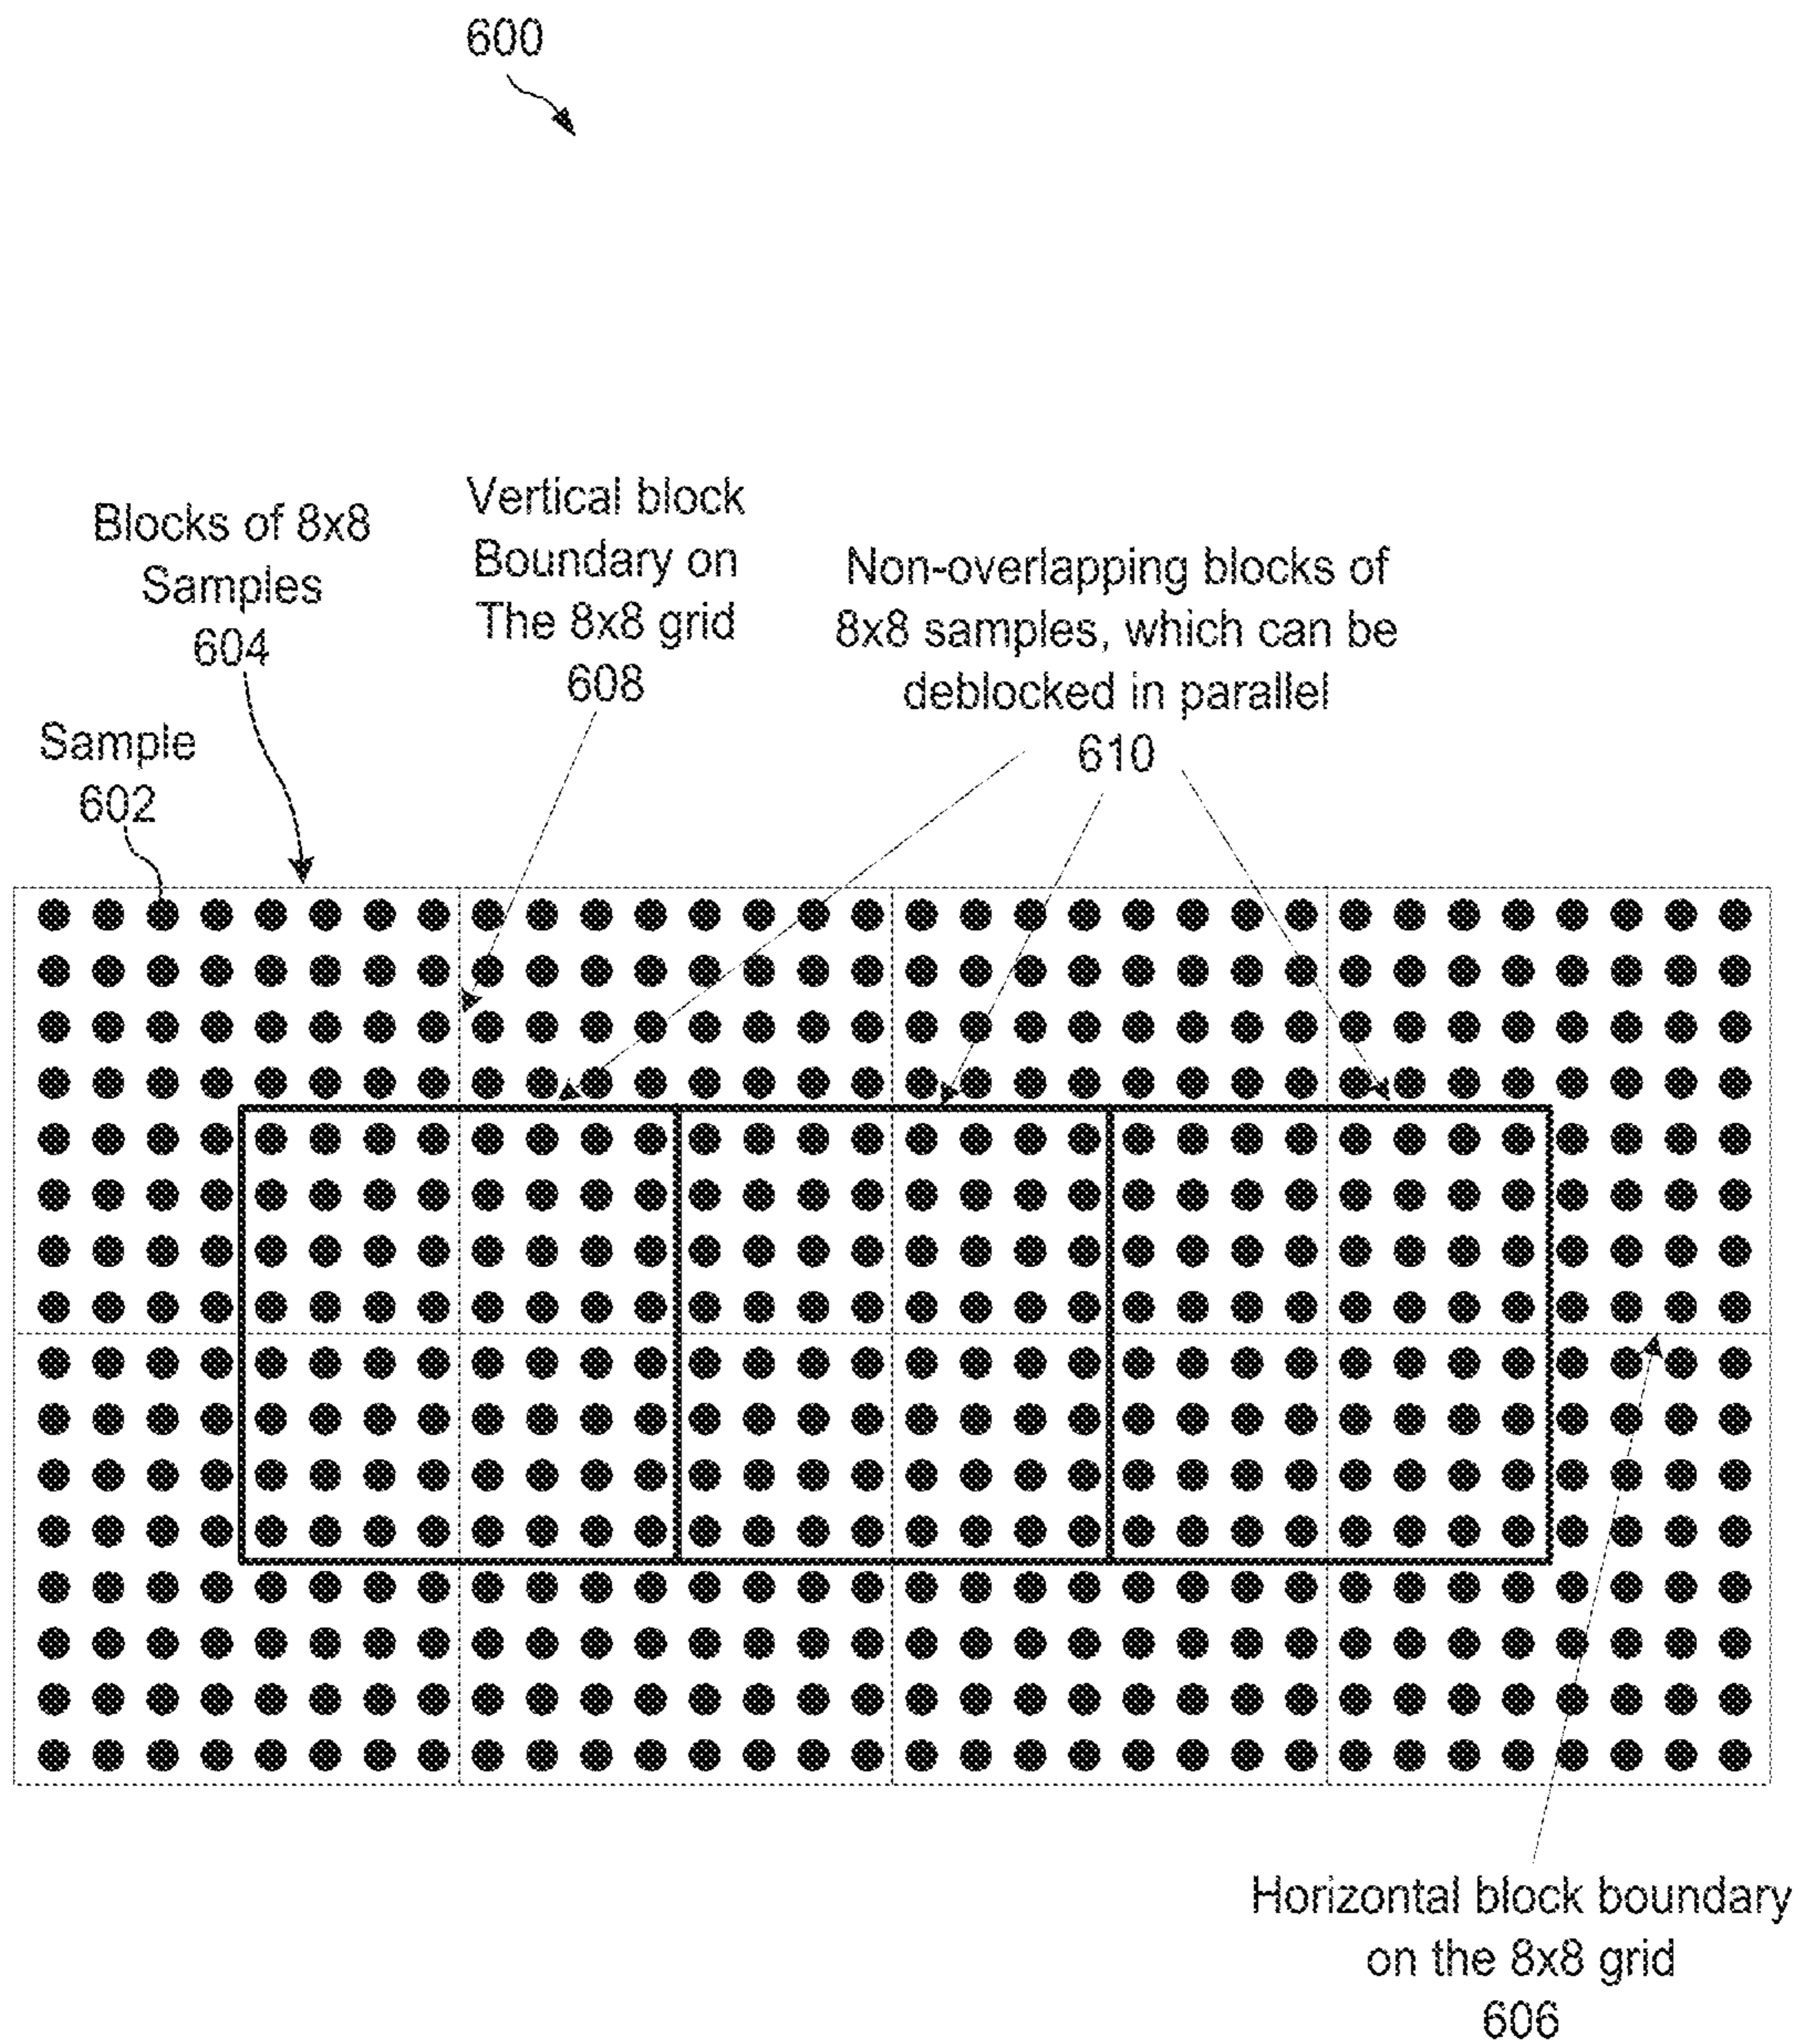 600
Blocks of 8x8
Samples
604
Vertical block
Boundary on
The 8x8 grid
608
Non-overlapping blocks of
8x8 samples, which can be
deblocked in parallel
610
Sample
602
Horizontal block boundary
on the 8x8 grid
606